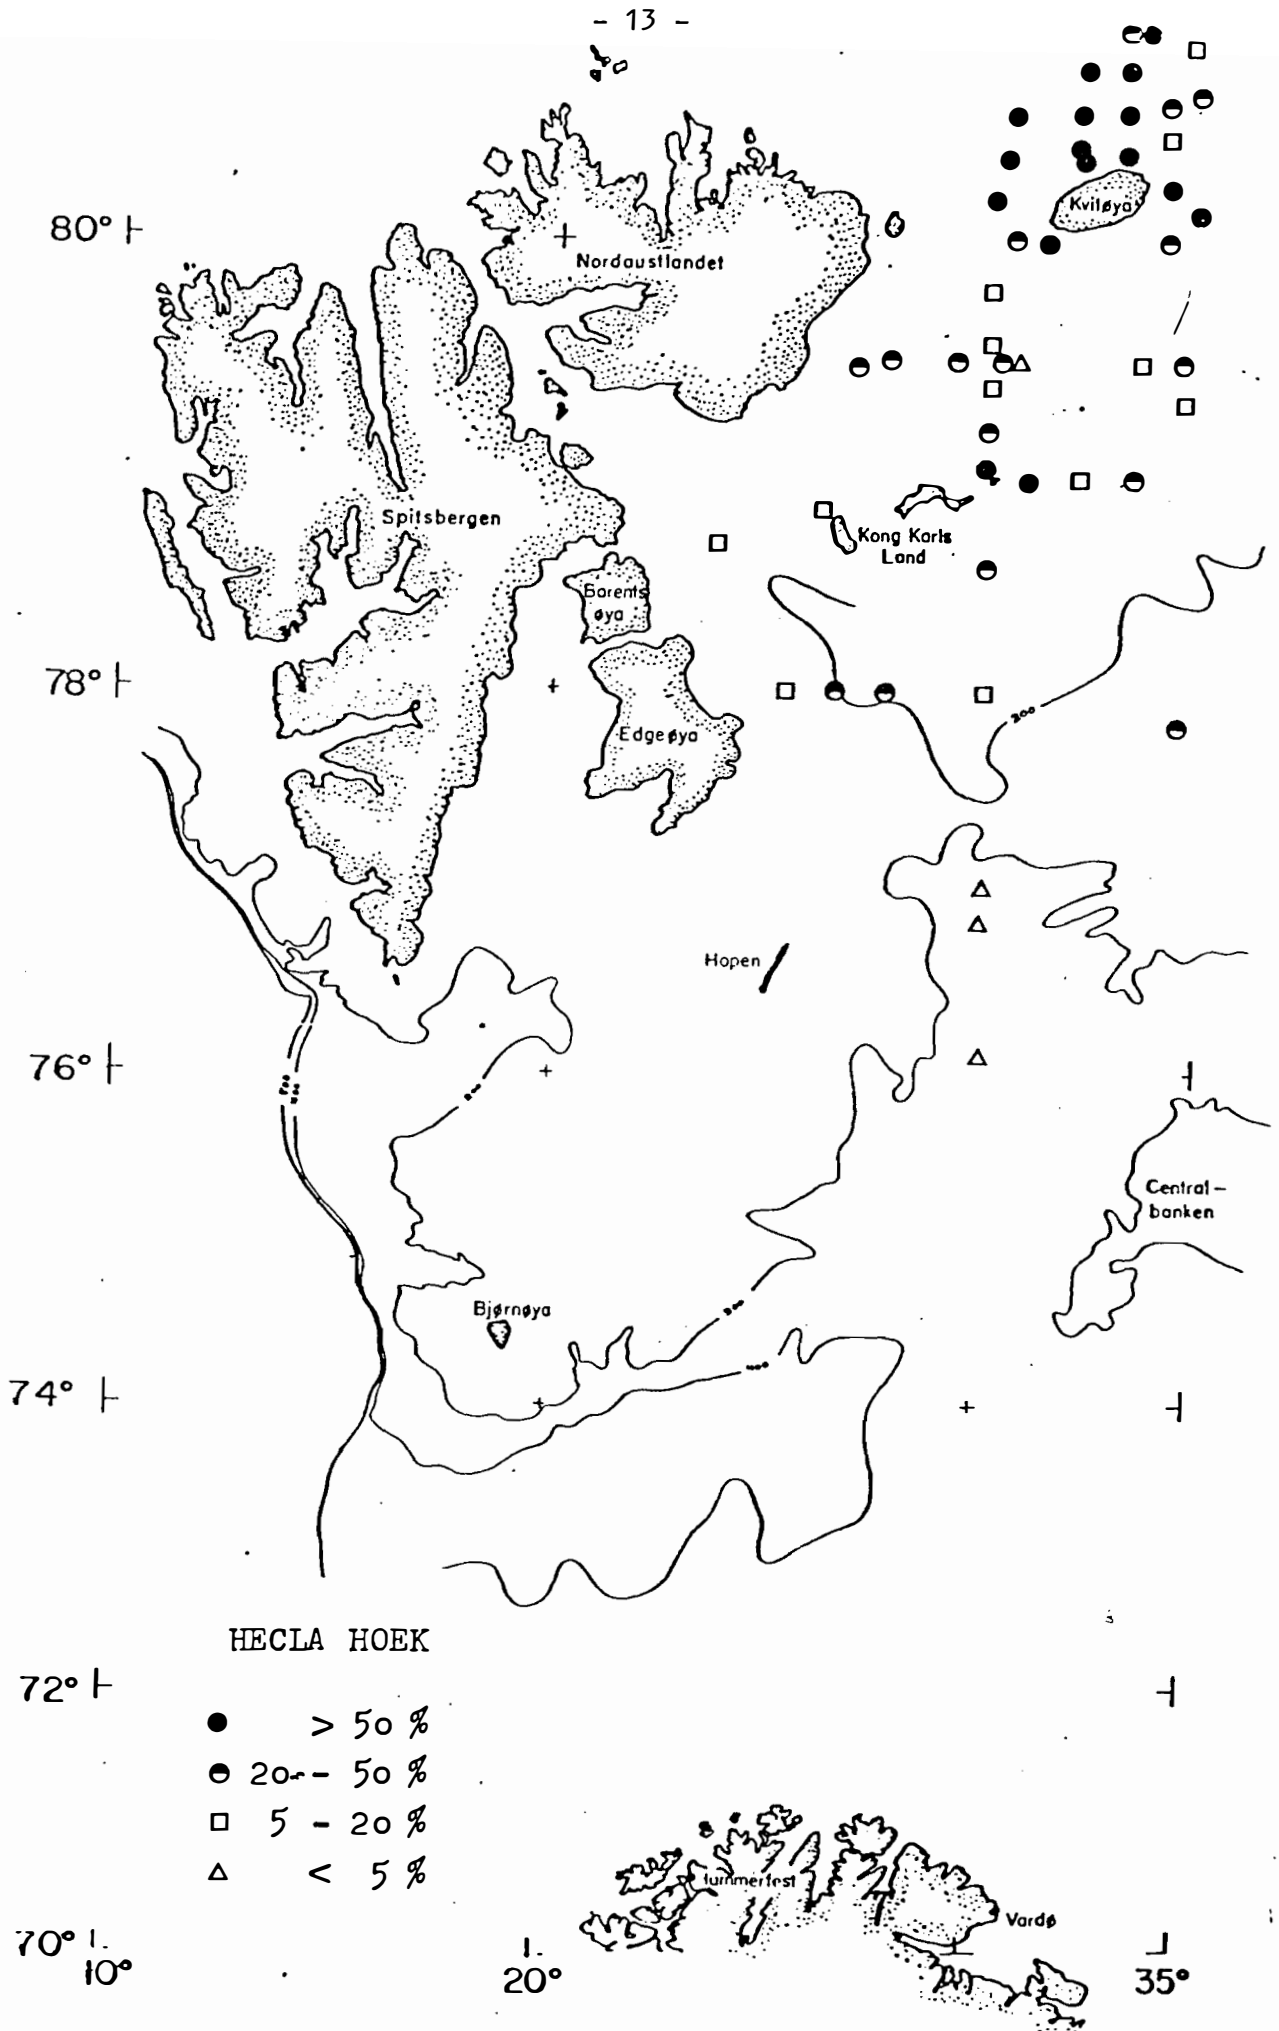 - 13 -
80°
Kvitøya
Nordaustlandet
Spitsbergen
Kong Karls
Land
Barents
øya
78°
Edgeøya
200
Hopen
76°
Central-
banken
Bjørnøya
74°
HECLA HOEK
72°
> 50 %
20 - 50 %
5 - 20 %
< 5 %
Vardø
70°
10°
20°
35°